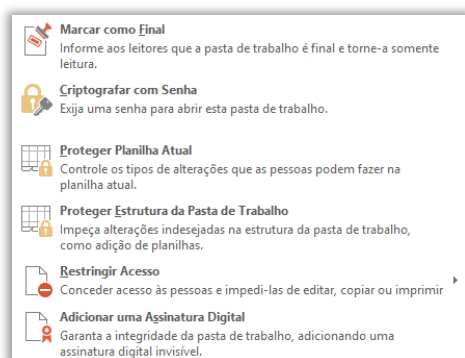 Marcar como Final
Informe aos leitores que a pasta de trabalho é final e torne-a somente
leitura.
Criptografar com Senha
Exija uma senha para abrir esta pasta de trabalho.
Proteger Planilha Atual
Controle os tipos de alterações que as pessoas podem fazer na
planilha atual.
Proteger Estrutura da Pasta de Trabalho
Impeça alterações indesejadas na estrutura da pasta de trabalho,
como adição de planilhas.
Restringir Acesso
Conceder acesso às pessoas e impedi-las de editar, copiar ou imprimir
Adicionar uma Assinatura Digital
Garanta a integridade da pasta de trabalho, adicionando uma
assinatura digital invisível.